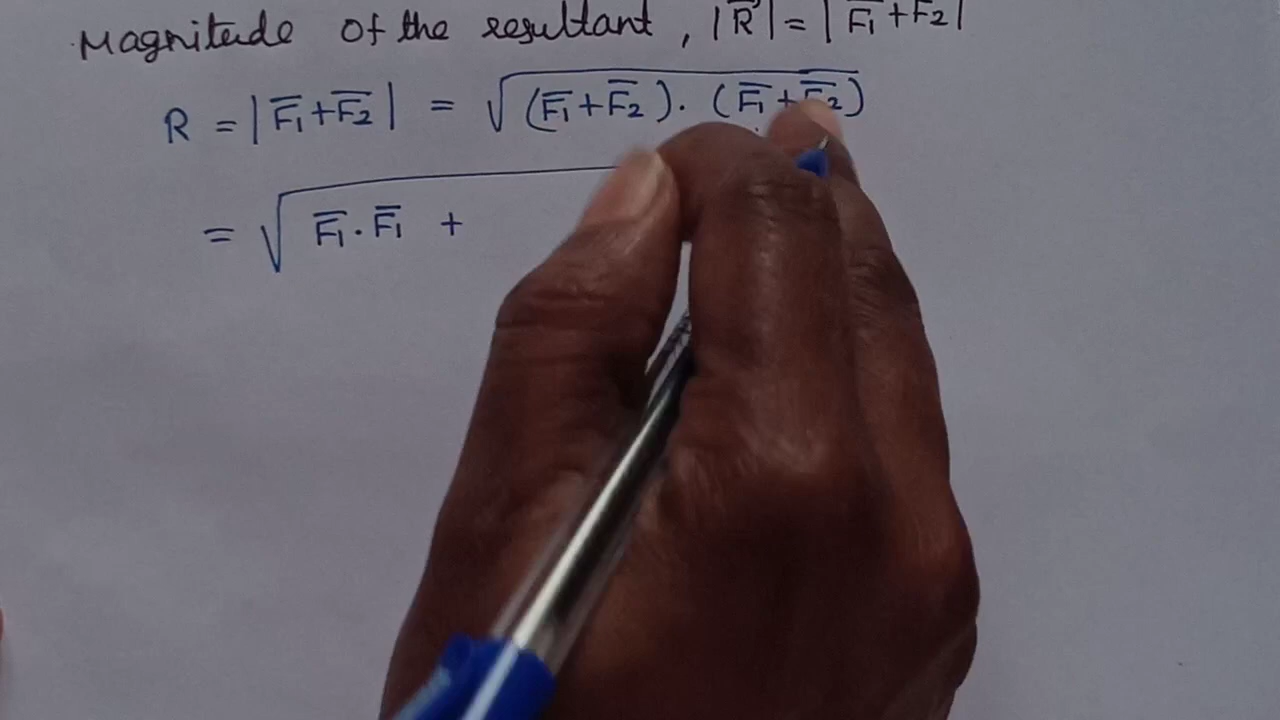 Magnitude of the resultant, |R⃗| = |F̅₁ + F̅₂|
R = |F̅₁ + F̅₂| = √(F̅₁ + F̅₂) . (F̅₁ + F̅₂)
= √ F̅₁ . F̅₁ +